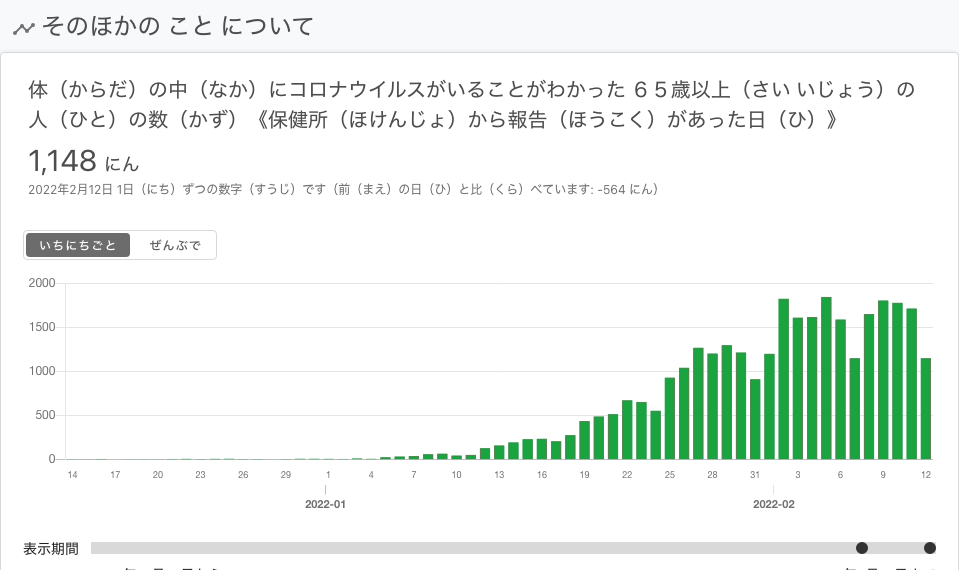 そのほかの こと について
体（からだ）の中（なか）にコロナウイルスがいることがわかった ６５歳以上（さい いじょう）の
人（ひと）の数（かず）《保健所（ほけんじょ）から報告（ほうこく）があった日（ひ）》
1,148 にん
2022年2月12日 1日（にち）ずつの数字（すうじ）です（前（まえ）の日（ひ）と比（くら）べています: -564 にん）
いちにちごと ぜんぶで
2000
1500
1000
500
0
14 17 20 23 26 29 1 4 7 10 13 16 19 22 25 28 31 3 6 9 12
2022-01 2022-02
表示期間